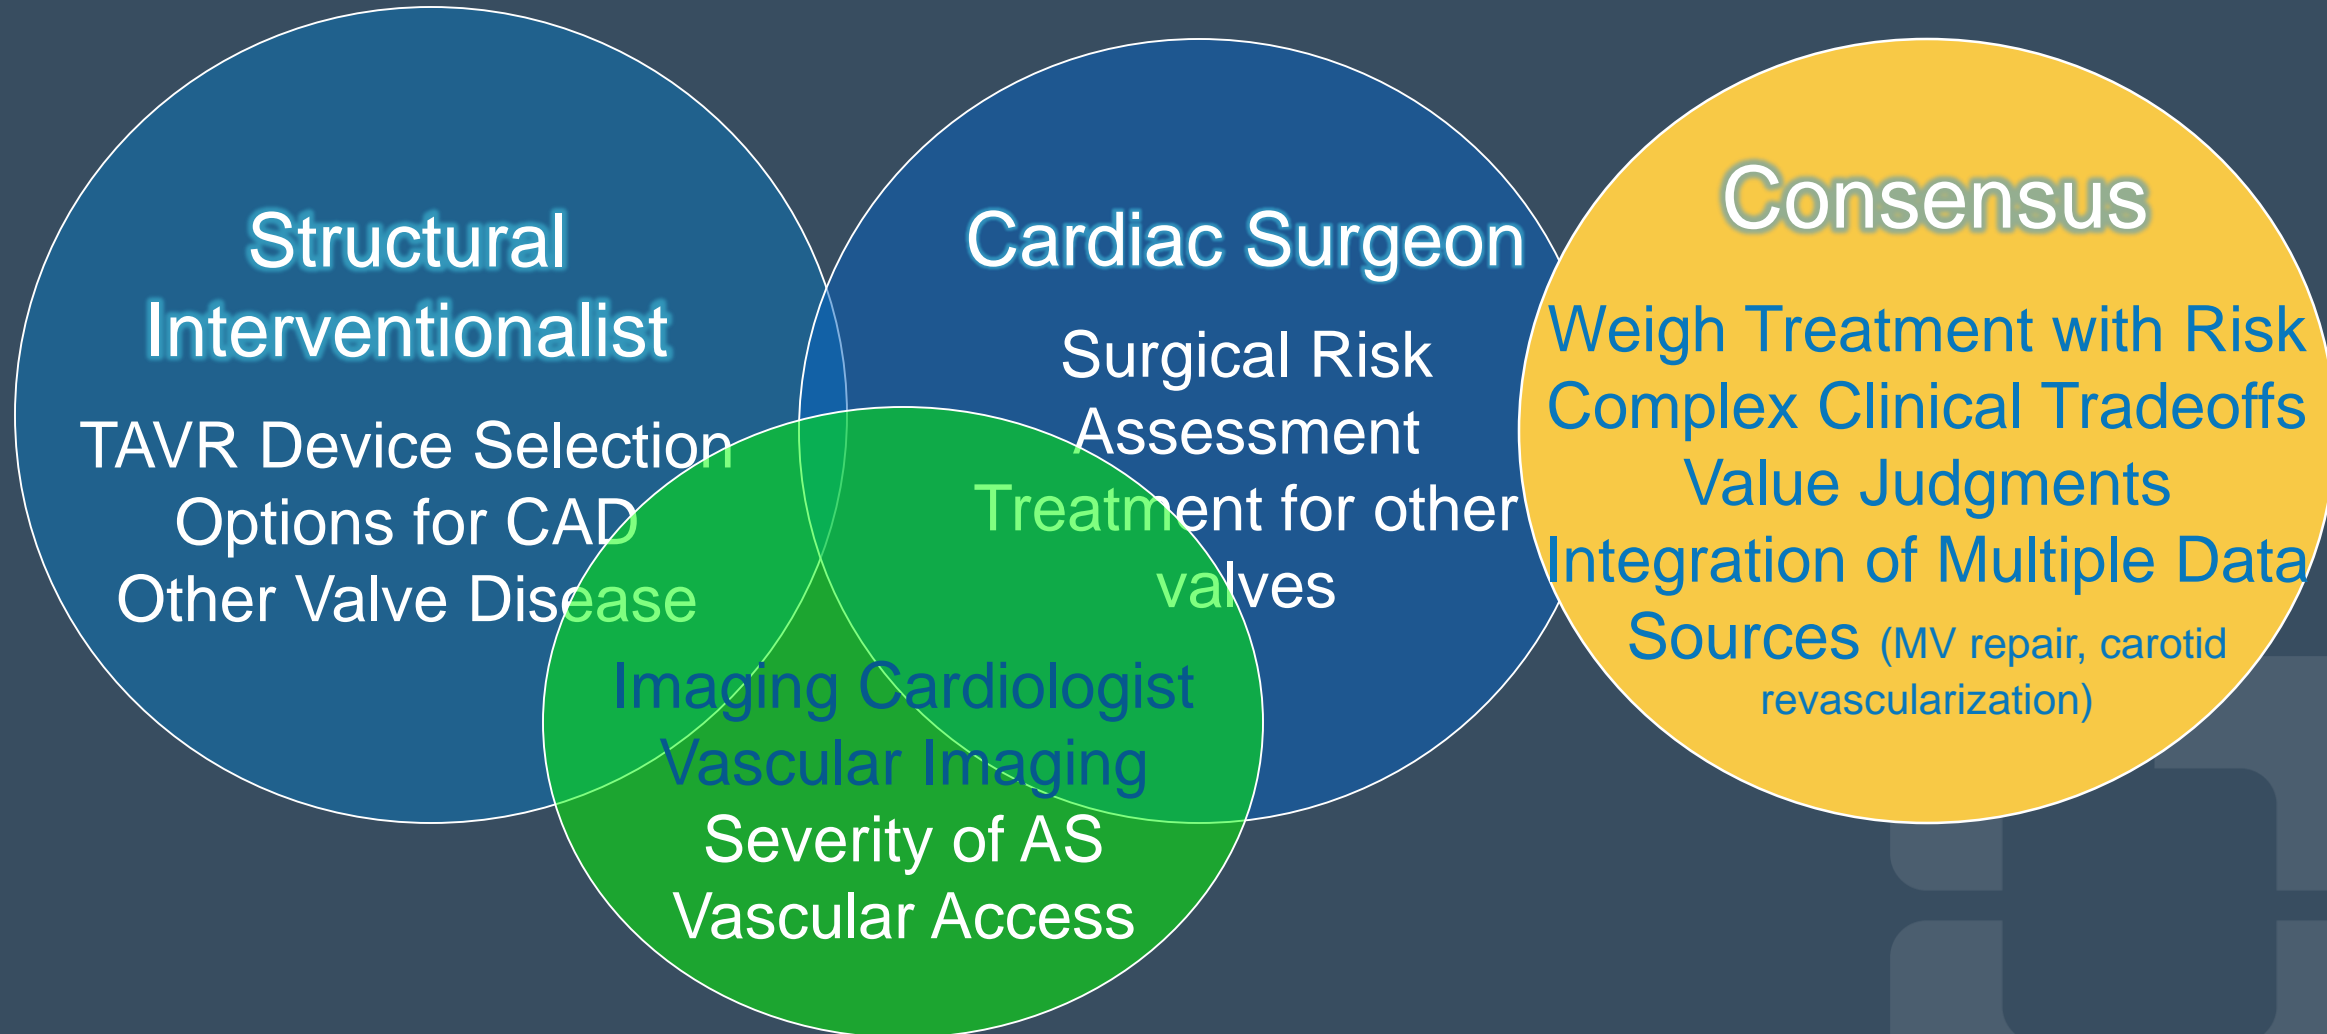 Structural
Interventionalist
TAVR Device Selection
Options for CAD
Other Valve Disease
Cardiac Surgeon
Surgical Risk
Assessment
Treatment for other
valves
Imaging Cardiologist
Vascular Imaging
Severity of AS
Vascular Access
Consensus
Weigh Treatment with Risk
Complex Clinical Tradeoffs
Value Judgments
Integration of Multiple Data
Sources (MV repair, carotid
revascularization)